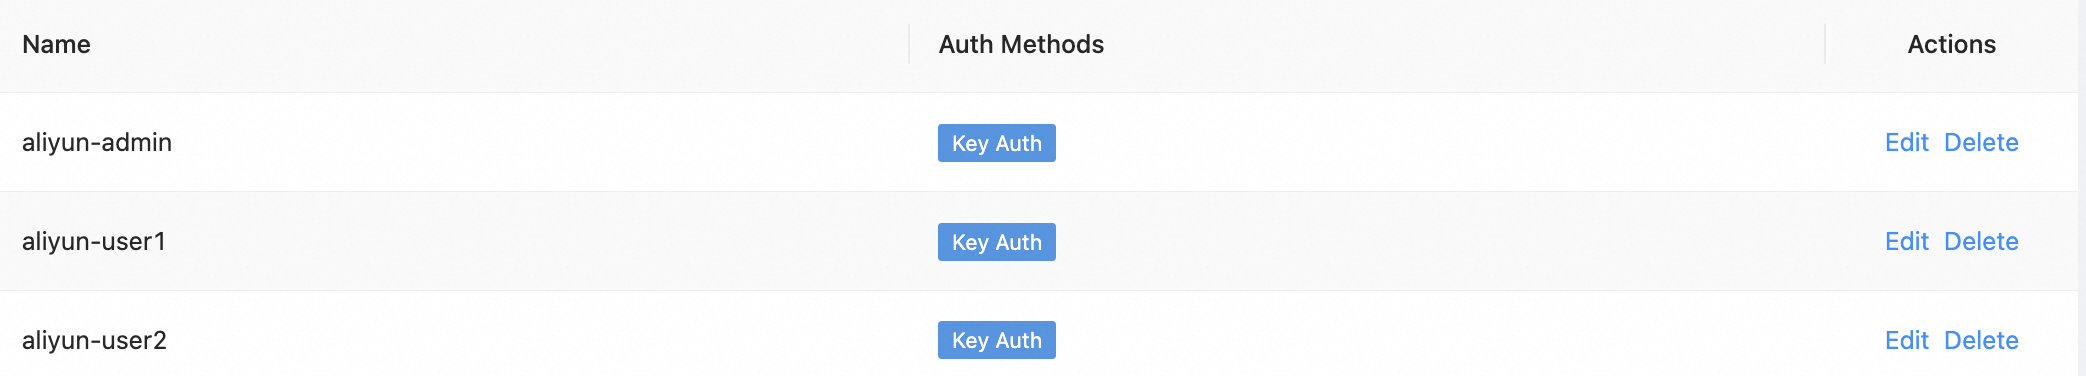 Name Auth Methods Actions
aliyun-admin Key Auth Edit Delete
aliyun-user1 Key Auth Edit Delete
aliyun-user2 Key Auth Edit Delete